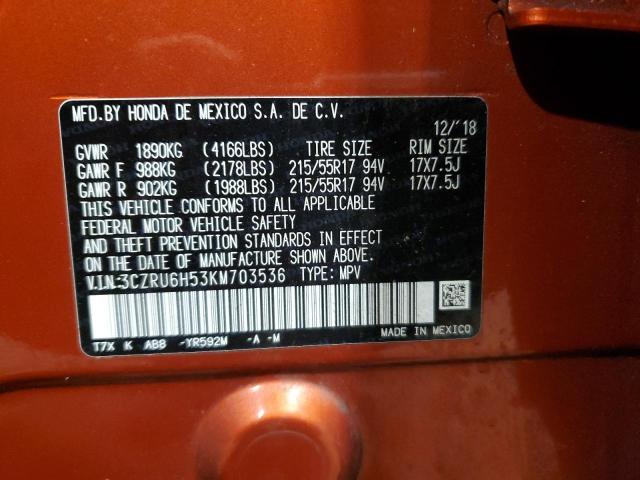 MFD.BY HONDA DE MEXICO S.A. DE C.V.
12/'18
GVWR 1890KG (4166LBS) TIRE SIZE RIM SIZE
GAWR F 988KG (2178LBS) 215/55R17 94V 17X7.5J
GAWR R 902KG (1988LBS) 215/55R17 94V 17X7.5J
THIS VEHICLE CONFORMS TO ALL APPLICABLE
FEDERAL MOTOR VEHICLE SAFETY
AND THEFT PREVENTION STANDARDS IN EFFECT
ON THE DATE OF MANUFACTURE SHOWN ABOVE.
V.I.N:3CZRU6H53KM703536 TYPE: MPV
MADE IN MEXICO
T7X K AB8 -YR592M -A -M